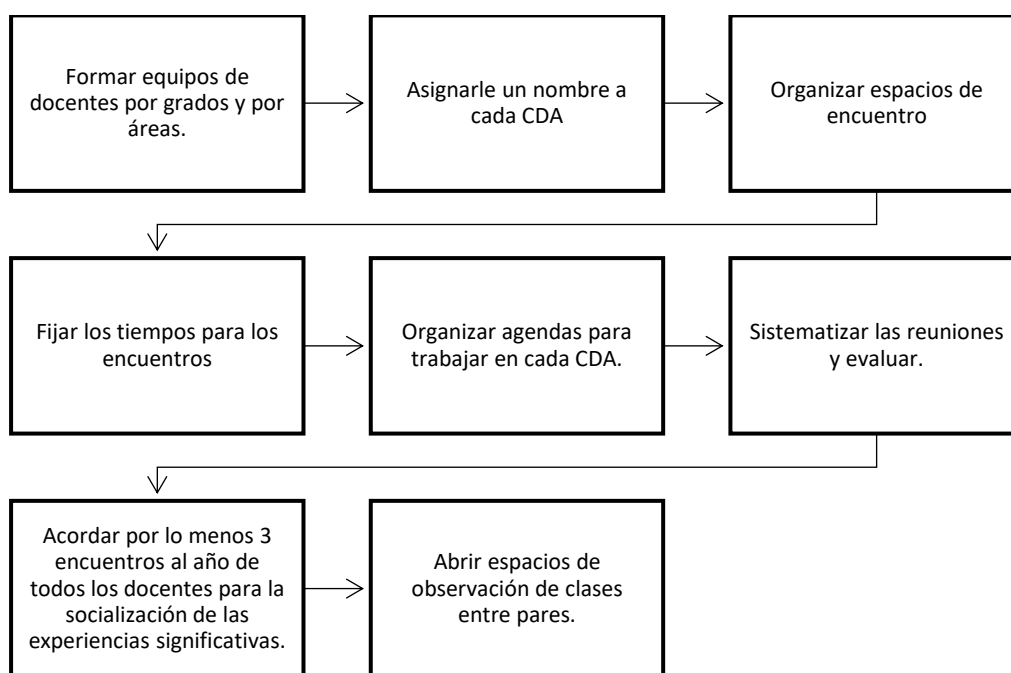 Formar equipos de
docentes por grados y por
áreas.
Asignarle un nombre a
cada CDA
Organizar espacios de
encuentro
Fijar los tiempos para los
encuentros
Organizar agendas para
trabajar en cada CDA.
Sistematizar las reuniones
y evaluar.
Acordar por lo menos 3
encuentros al año de
todos los docentes para la
socialización de las
experiencias significativas.
Abrir espacios de
observación de clases
entre pares.